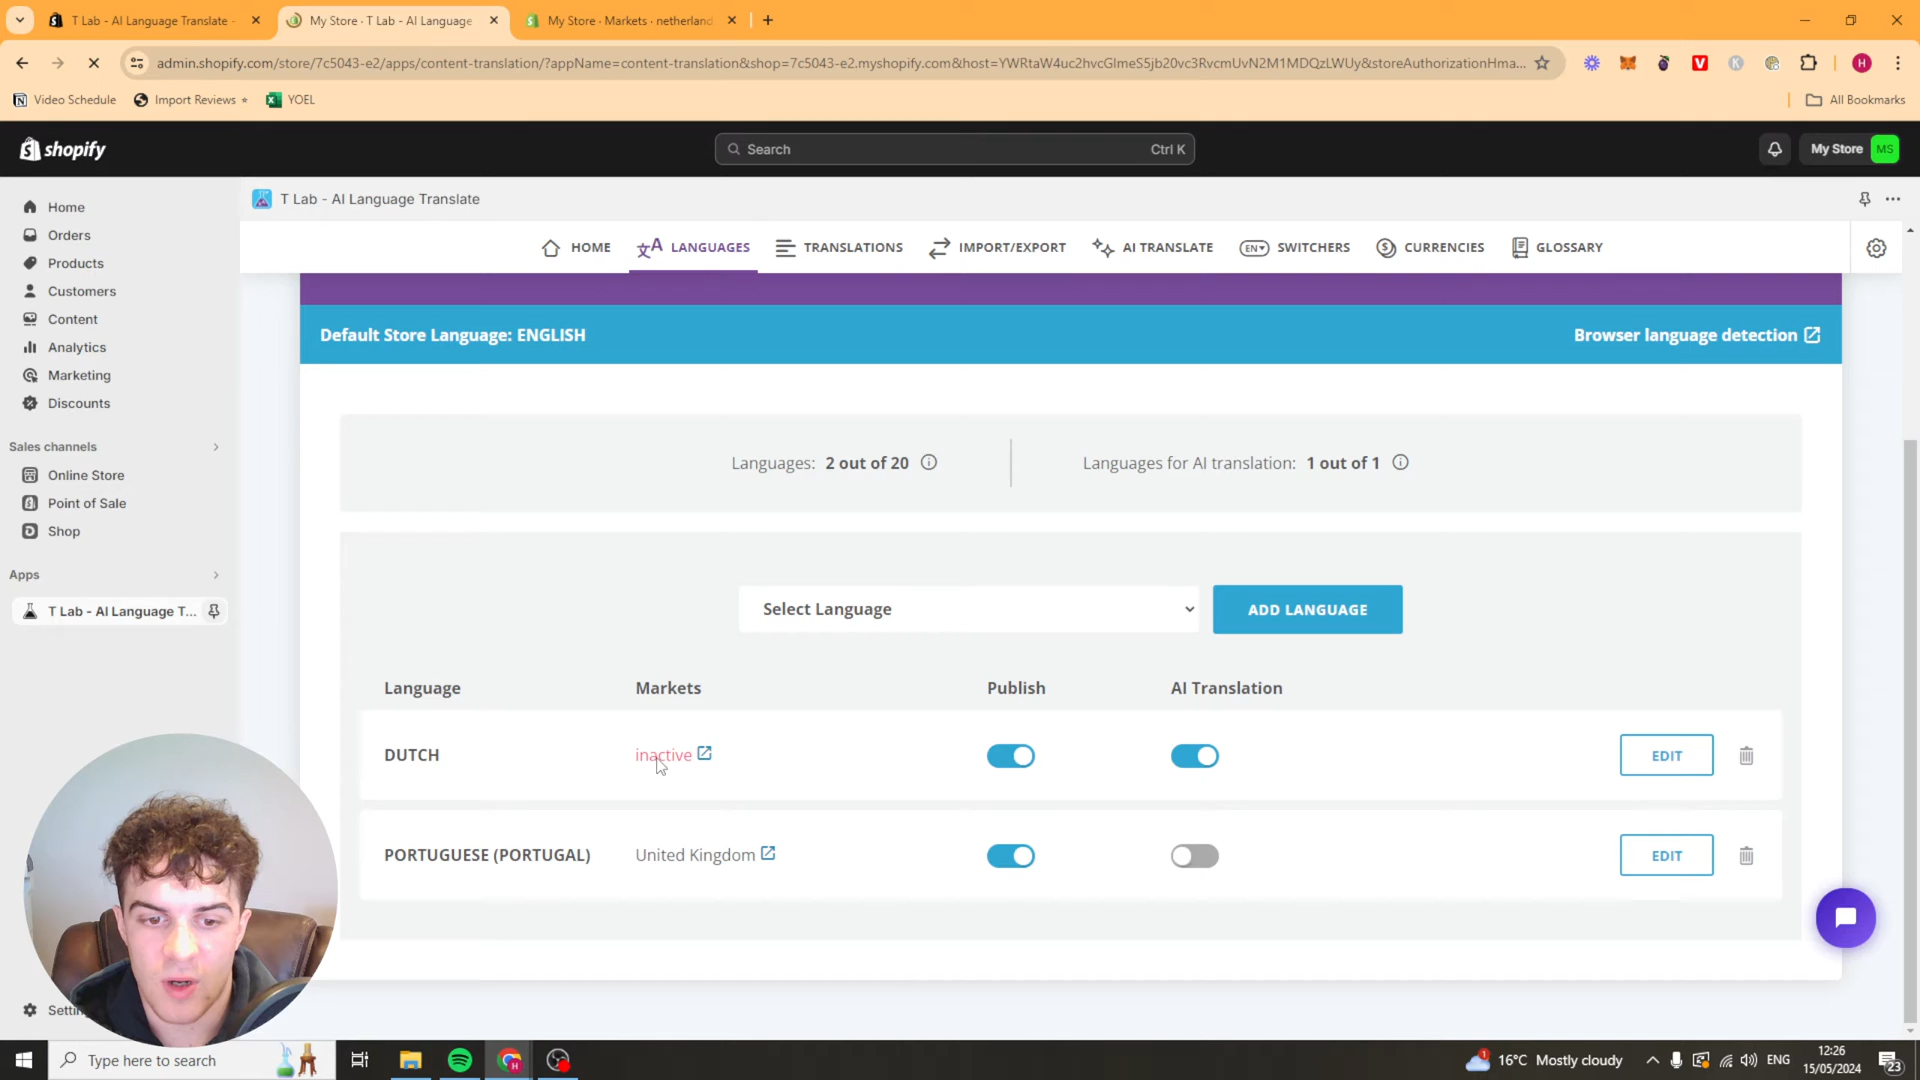 T Lab - AI Language Translate -
My Store · T Lab - AI Language
My Store · Markets · netherland
admin.shopify.com/store/7c5043-e2/apps/content-translation/?appName=content-translation&shop=7c5043-e2.myshopify.com&host=YWRtaW4uc2hvcGlmeS5jb20vc3RvcmUvN2M1MDQzLWUy&storeAuthorizationHma...
Video Schedule
Import Reviews
YOEL
All Bookmarks
shopify
Search
Ctrl K
My Store
MS
Home
Orders
Products
Customers
Content
Analytics
Marketing
Discounts
Sales channels
Online Store
Point of Sale
Shop
Apps
T Lab - AI Language T...
T Lab - AI Language Translate
HOME
LANGUAGES
TRANSLATIONS
IMPORT/EXPORT
AI TRANSLATE
EN
SWITCHERS
CURRENCIES
GLOSSARY
Default Store Language: ENGLISH
Browser language detection
Languages: 2 out of 20
Languages for AI translation: 1 out of 1
Select Language
ADD LANGUAGE
Language
Markets
Publish
AI Translation
DUTCH
inactive
EDIT
PORTUGUESE (PORTUGAL)
United Kingdom
EDIT
Type here to search
16°C Mostly cloudy
ENG
12:26
15/05/2024
23